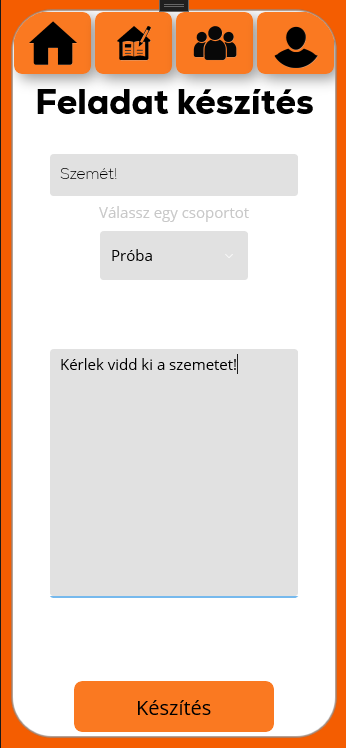 Feladat készítés
Szemét!
Válassz egy csoportot
Próba
Kérlek vidd ki a szemetet!
Készítés